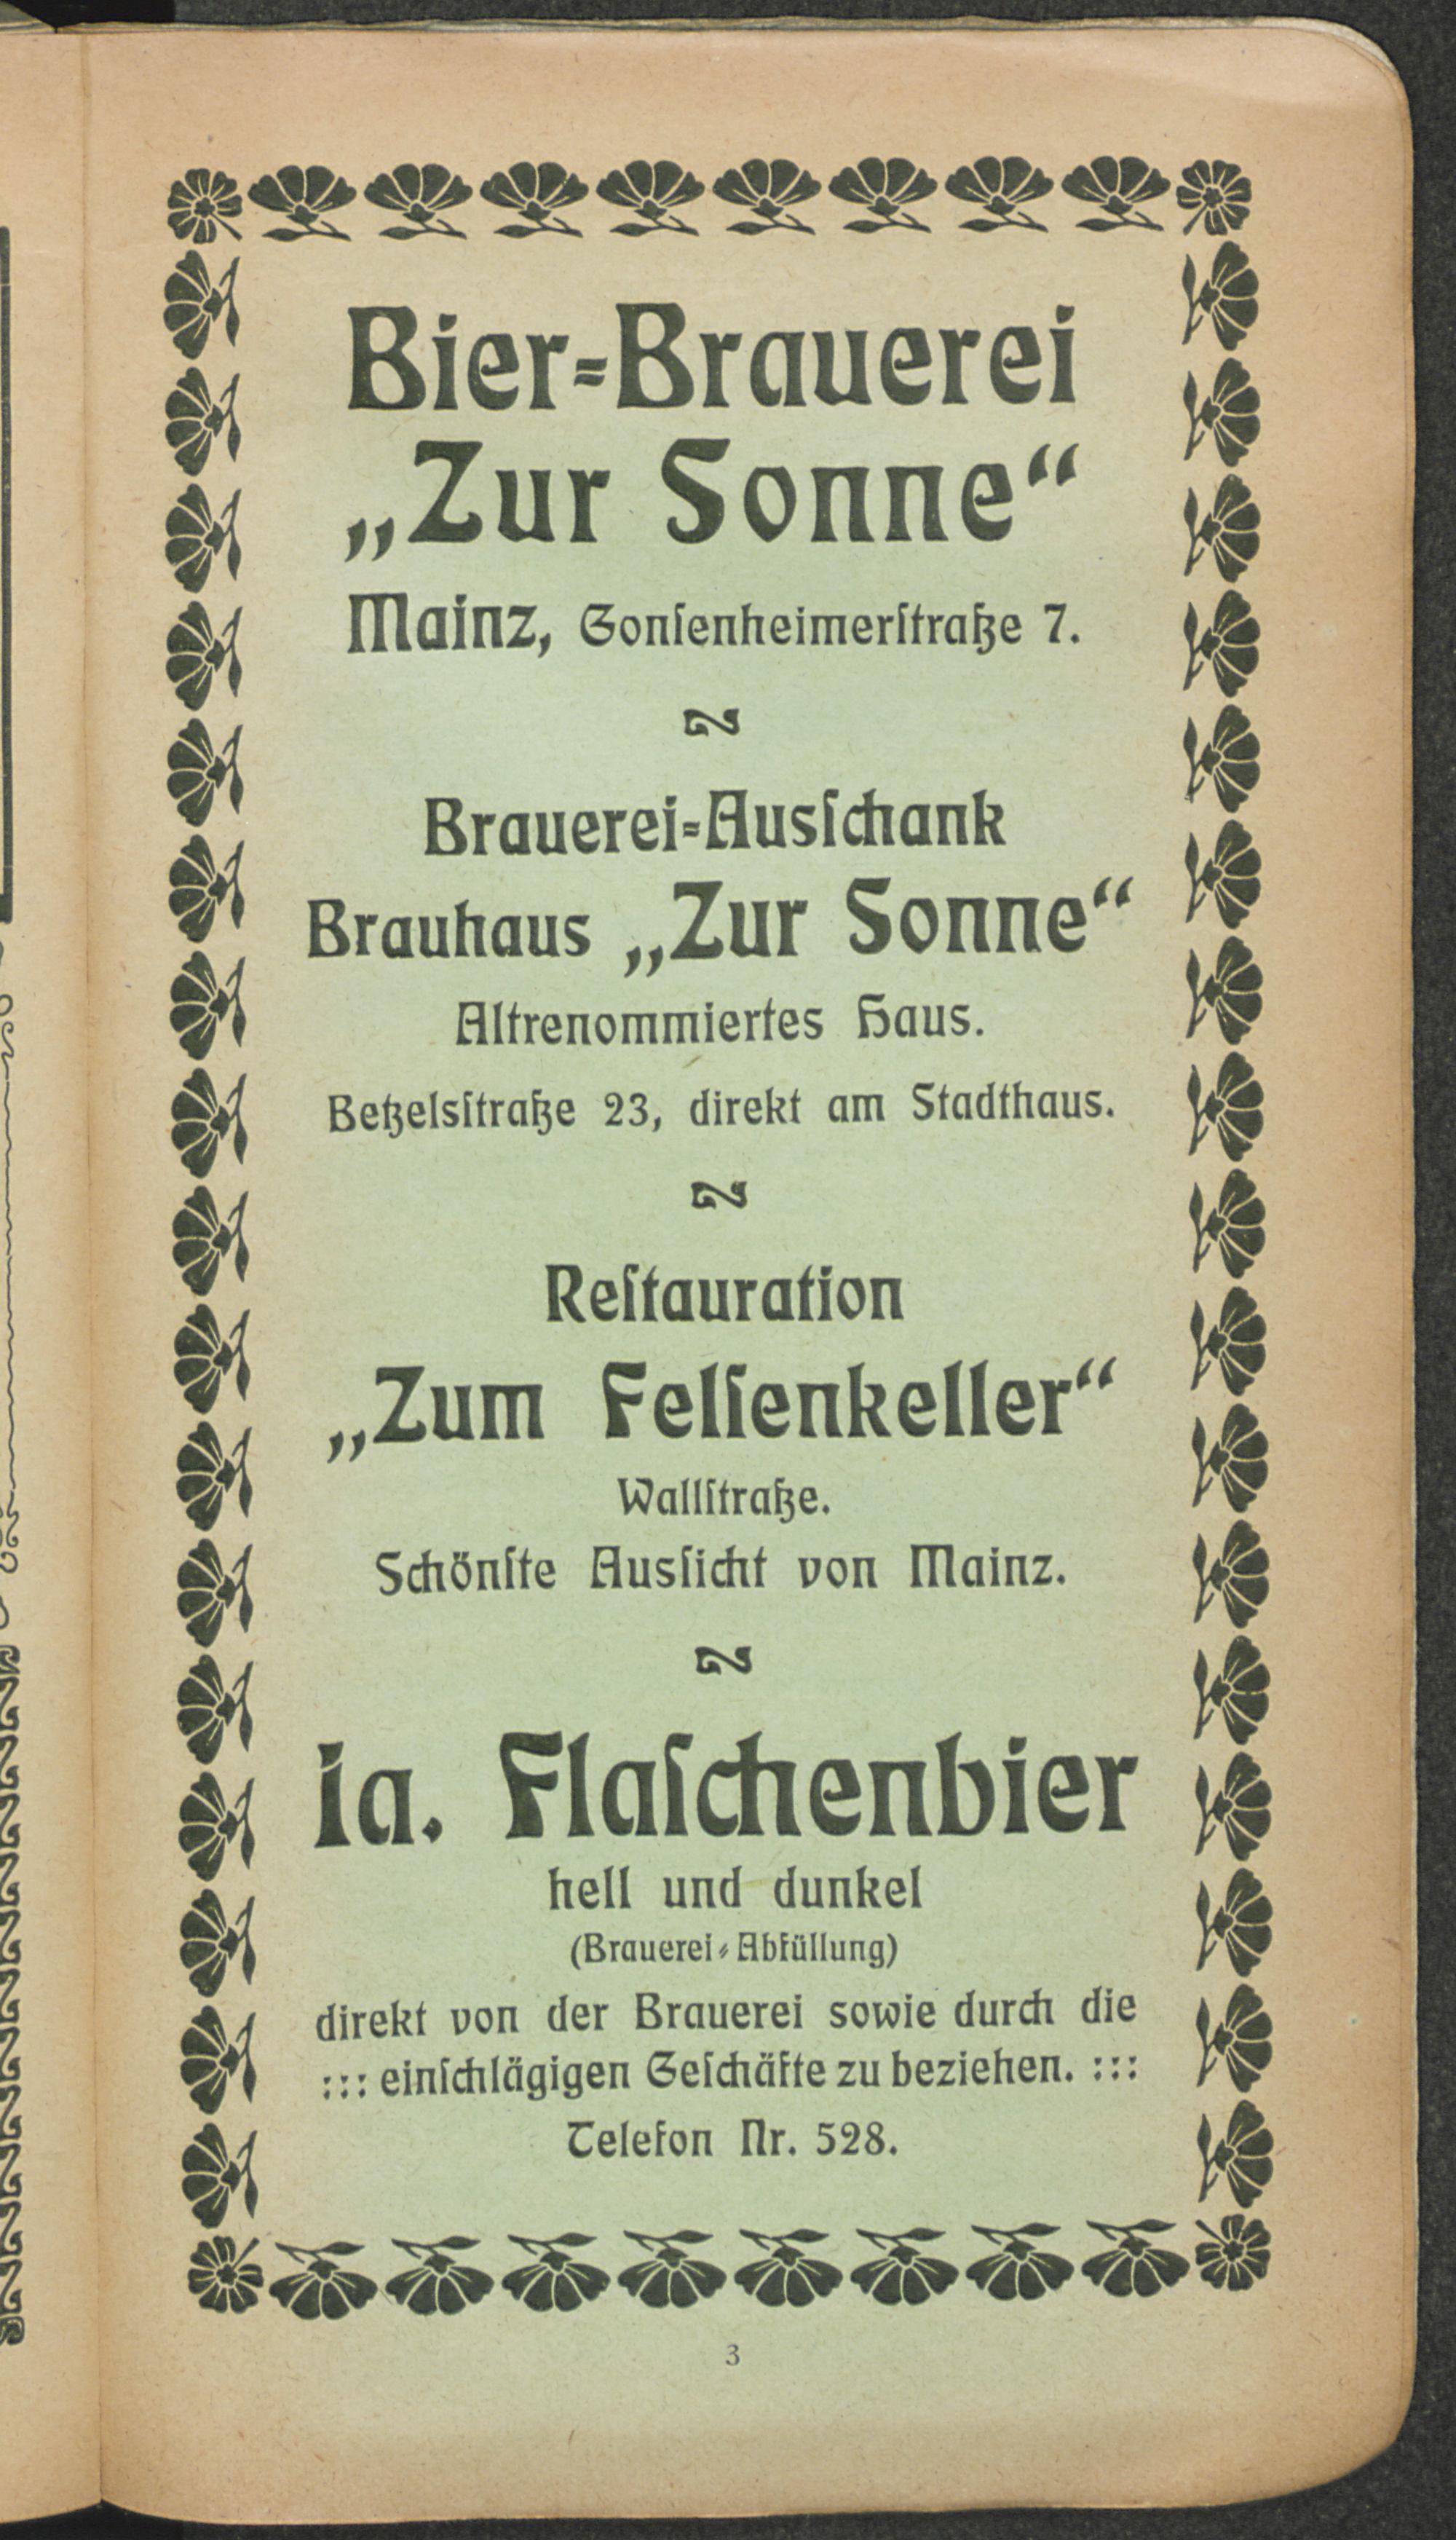 Bier-Brauerei
„Zur Sonne“
Mainz, Gonſenheimerſtraße 7.
Brauerei-Ausſchank
Brauhaus „Zur Sonne“
Altrenommiertes Haus.
Betzelsſtraße 23, direkt am Stadthaus.
Reſtauration
„Zum Felſenkeller“
Wallſtraße.
Schönſte Ausſicht von Mainz.
ia. Flaſchenbier
hell und dunkel
(Brauerei-Abfüllung)
direkt von der Brauerei sowie durch die
::: einſchlägigen Geſchäfte zu beziehen. :::
Telefon Nr. 528.
3